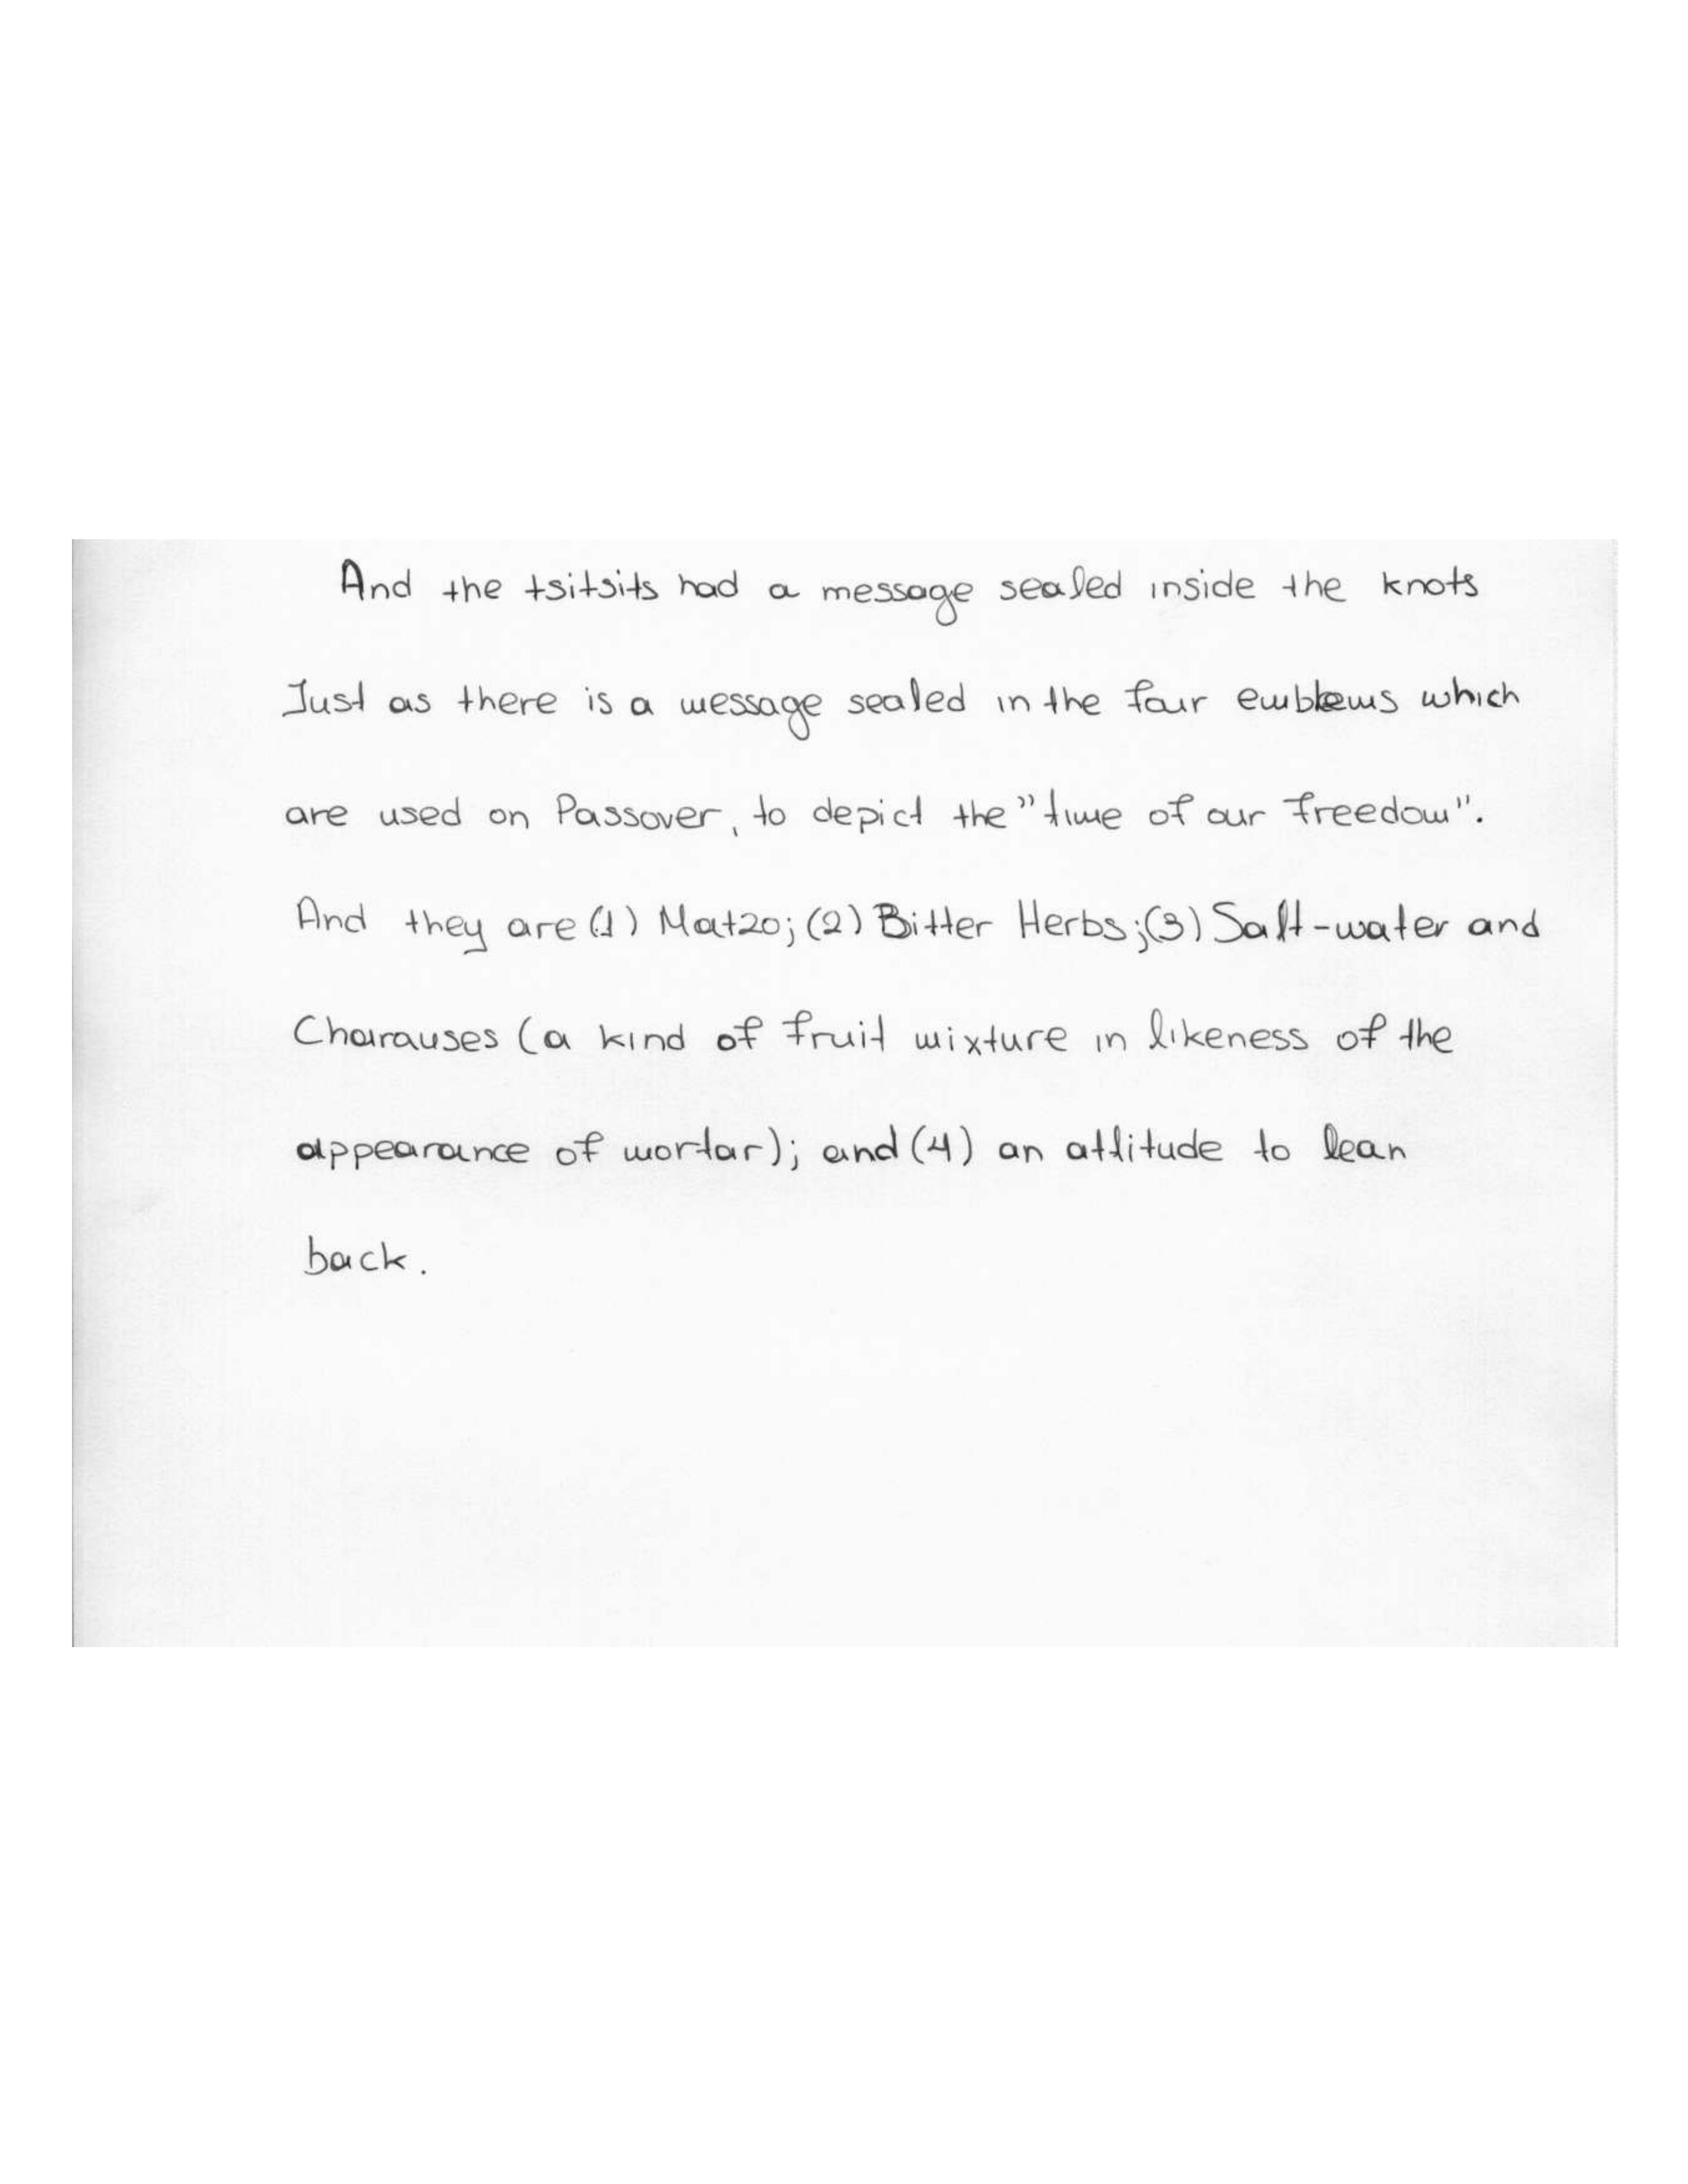 And the tsitsits had a message sealed inside the knots
Just as there is a message sealed in the four emblems which
are used on Passover, to depict the "time of our freedom".
And they are (1) Matzo; (2) Bitter Herbs; (3) Salt-water and
Charauses (a kind of fruit mixture in likeness of the
appearance of mortar); and (4) an attitude to lean
back.